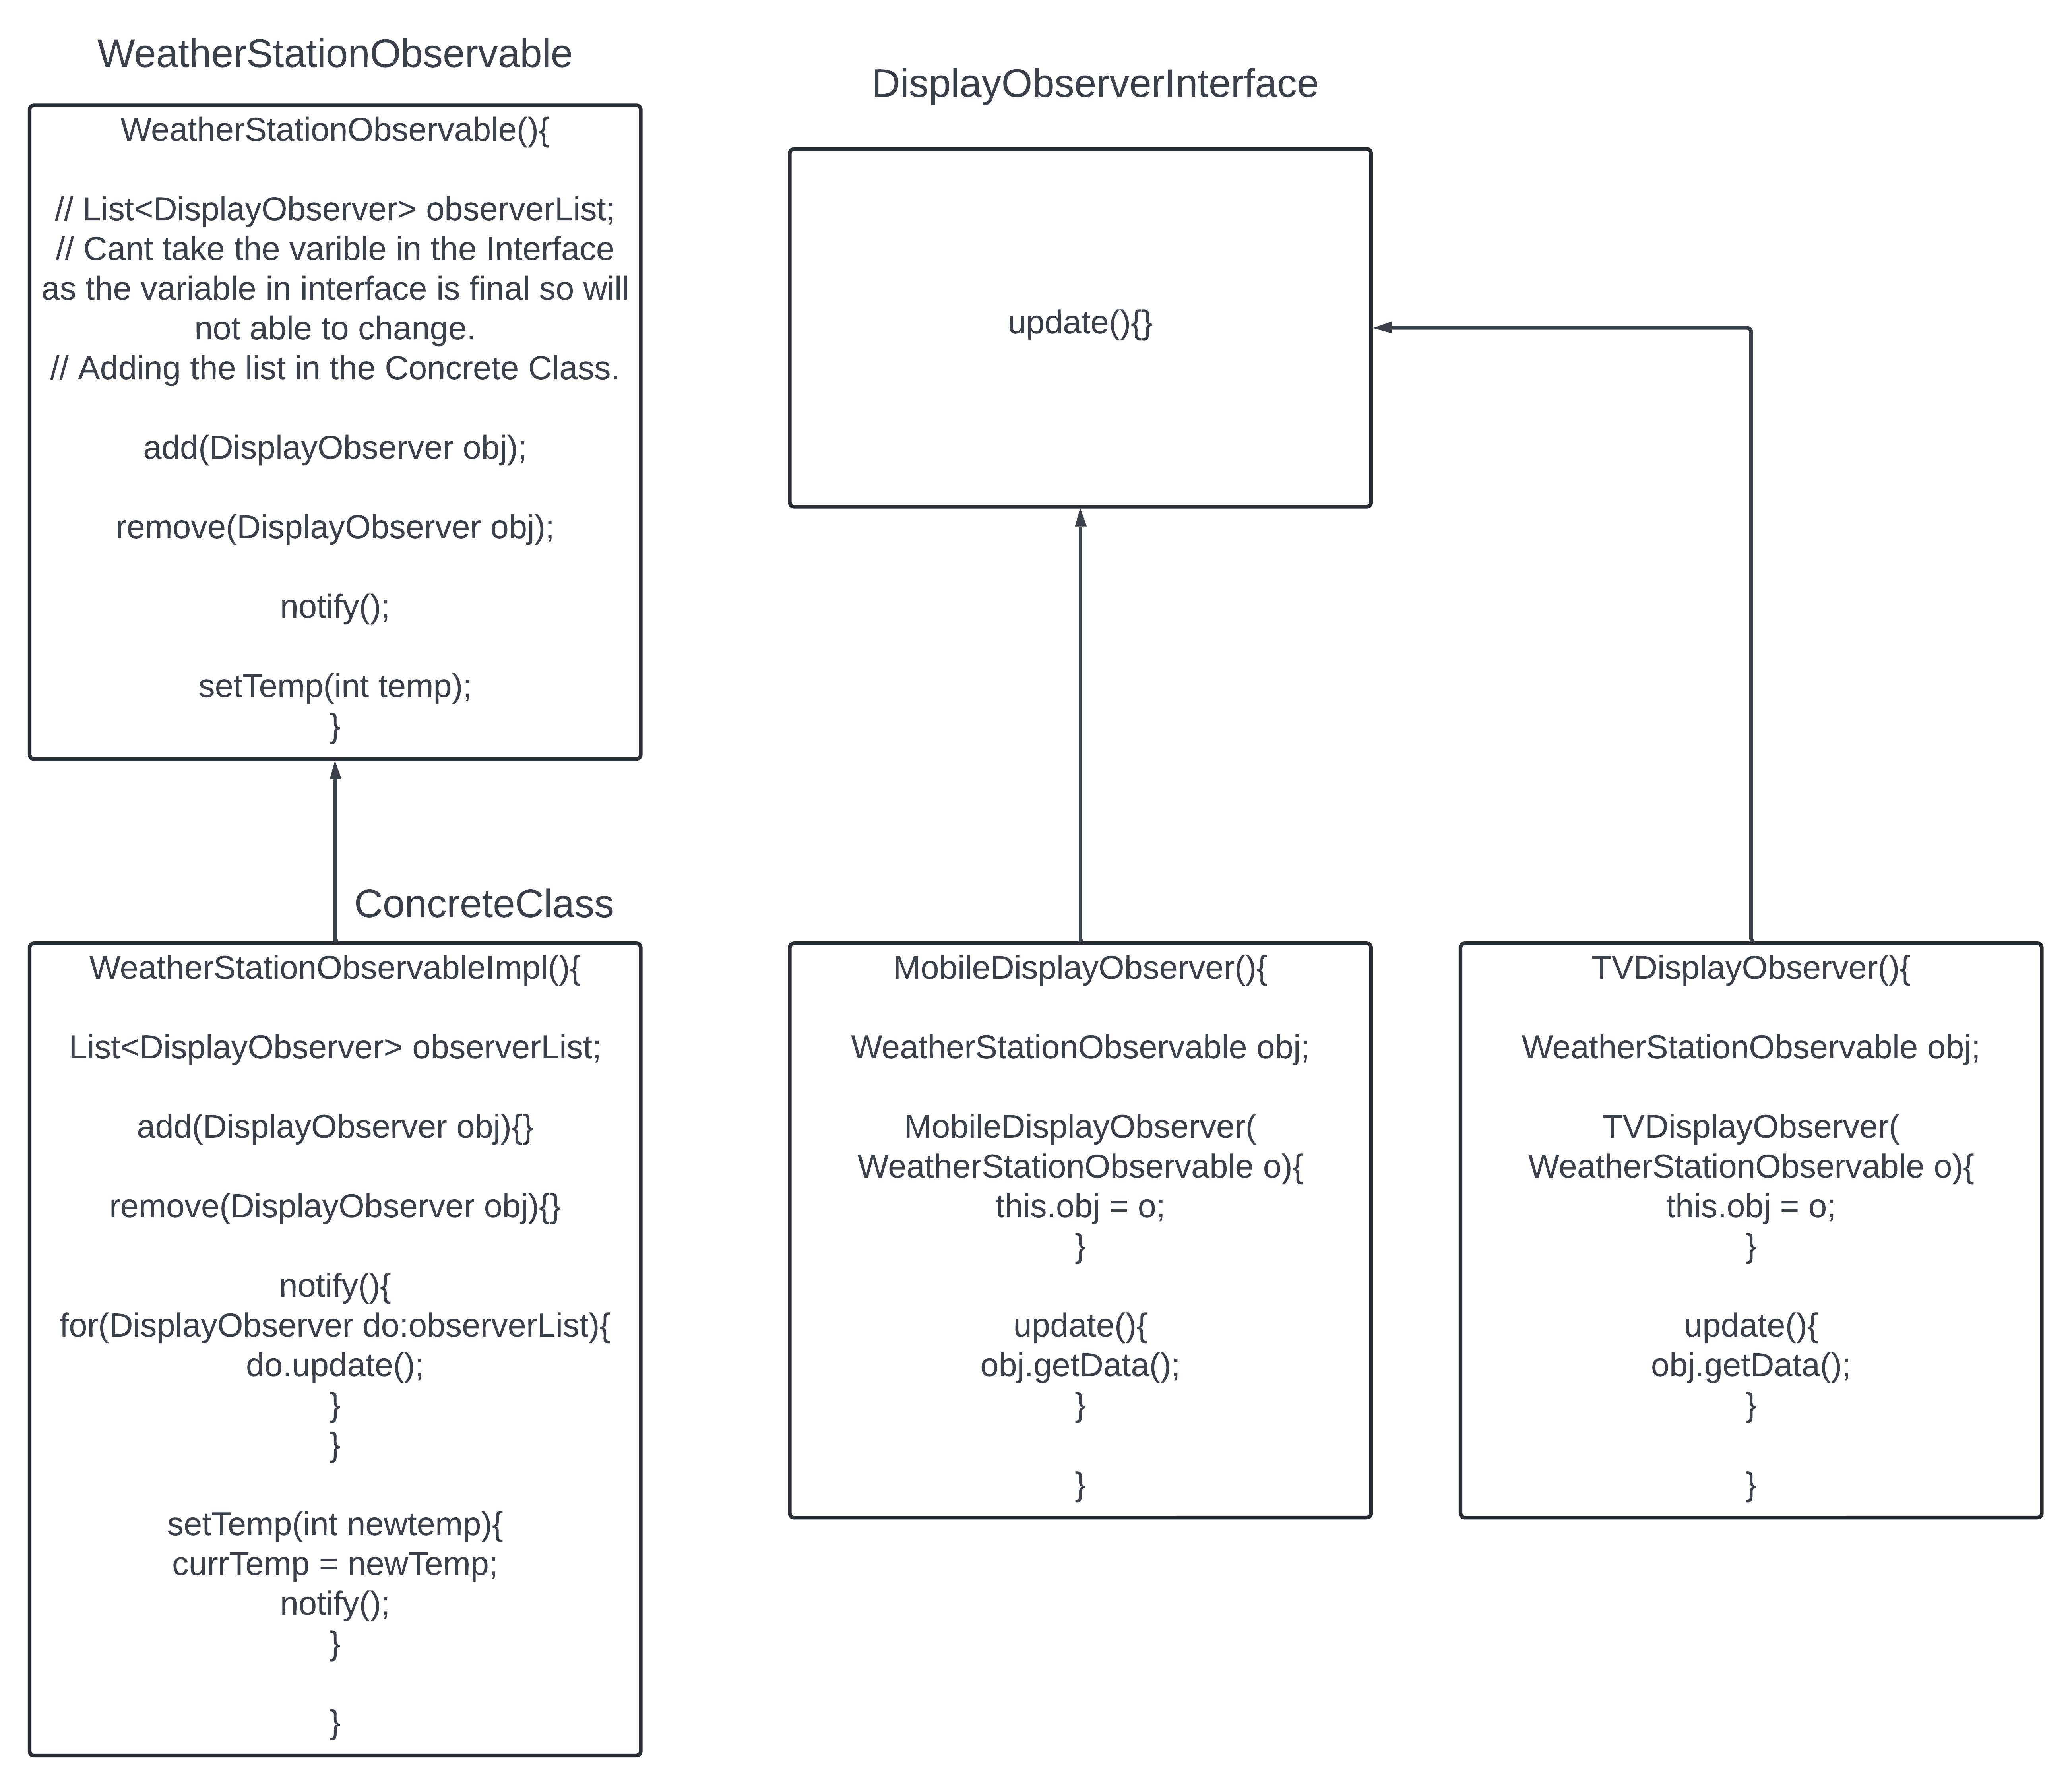 WeatherStationObservable
WeatherStationObservable(){
// List<DisplayObserver> observerList;
// Cant take the varible in the Interface
as the variable in interface is final so will
not able to change.
// Adding the list in the Concrete Class.
add(DisplayObserver obj);
remove(DisplayObserver obj);
notify();
setTemp(int temp);
}
ConcreteClass
WeatherStationObservableImpl(){
List<DisplayObserver> observerList;
add(DisplayObserver obj){}
remove(DisplayObserver obj){}
notify(){
for(DisplayObserver do:observerList){
do.update();
}
}
setTemp(int newtemp){
currTemp = newTemp;
notify();
}
}
DisplayObserverInterface
update(){}
MobileDisplayObserver(){
WeatherStationObservable obj;
MobileDisplayObserver(
WeatherStationObservable o){
this.obj = o;
}
update(){
obj.getData();
}
}
TVDisplayObserver(){
WeatherStationObservable obj;
TVDisplayObserver(
WeatherStationObservable o){
this.obj = o;
}
update(){
obj.getData();
}
}